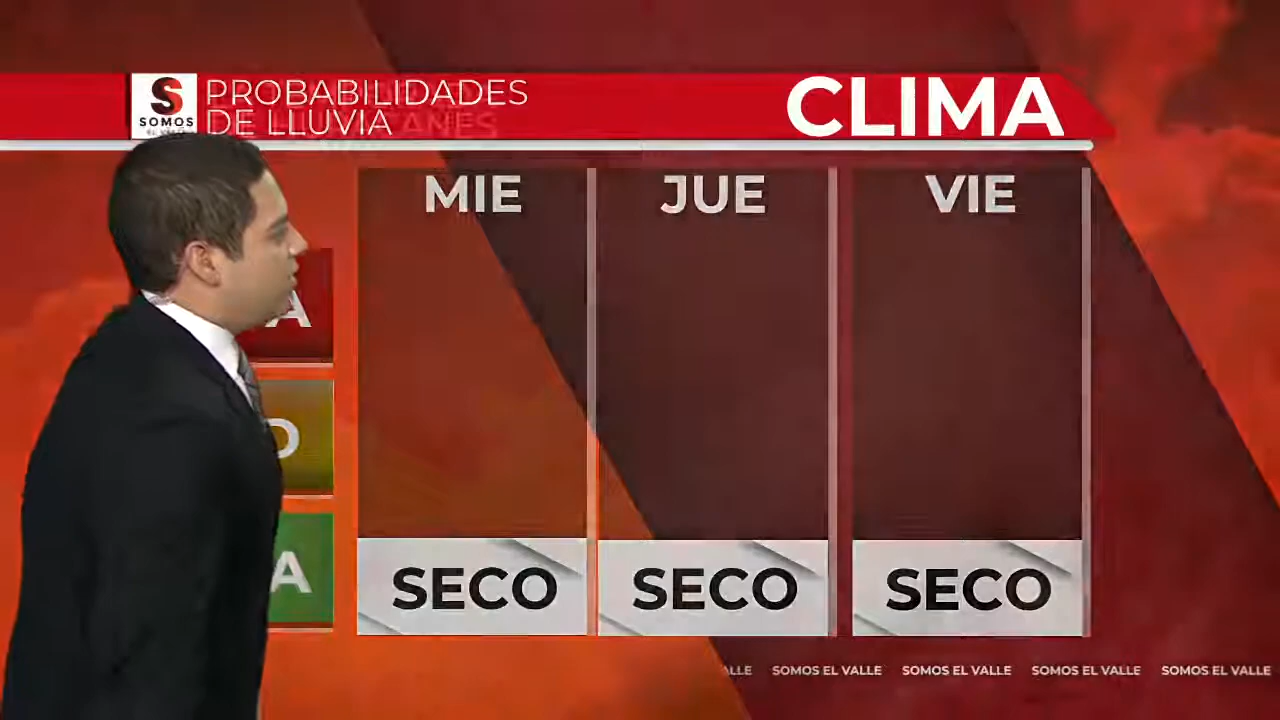 SOMOS
PROBABILIDADES
DE LLUVIA
CLIMA
MIE
JUE
VIE
A
O
A
SECO
SECO
SECO
ALLE SOMOS EL VALLE SOMOS EL VALLE SOMOS EL VALLE SOMOS EL VALLE